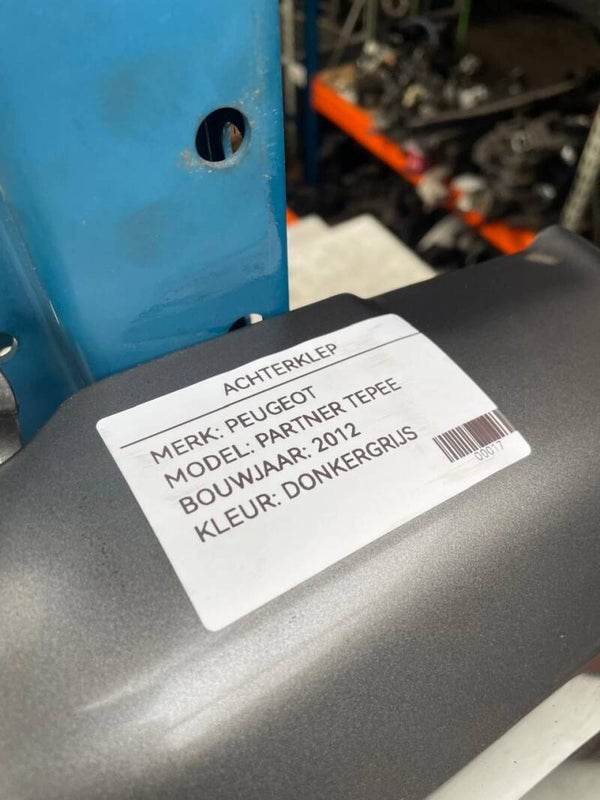 ACHTERKLEP
MERK: PEUGEOT
MODEL: PARTNER TEPEE
BOUWJAAR: 2012
KLEUR: DONKERGRIJS
00017